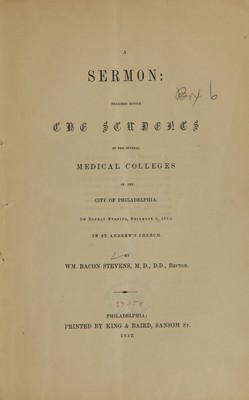 A
SERMON:
PREACHED BEFORE
THE STUDENTS
OF THE SEVERAL
MEDICAL COLLEGES
OF THE
CITY OF PHILADELPHIA,
ON SUNDAY EVENING, DECEMBER 5, 1852,
IN ST. ANDREW'S CHURCH.
BY
WM. BACON STEVENS, M. D., D.D., RECTOR.
PHILADELPHIA;
PRINTED BY KING & BAIRD, SANSOM ST.
1852.